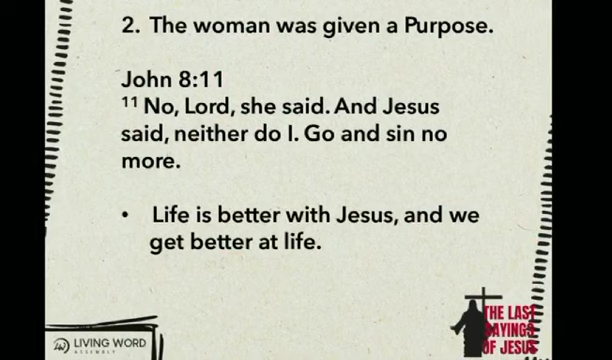 2. The woman was given a Purpose.
John 8:11
11 No, Lord, she said. And Jesus
said, neither do I. Go and sin no
more.
• Life is better with Jesus, and we
get better at life.
LIVING WORD
ASSEMBLY
THE LAST
SAYINGS
OF JESUS